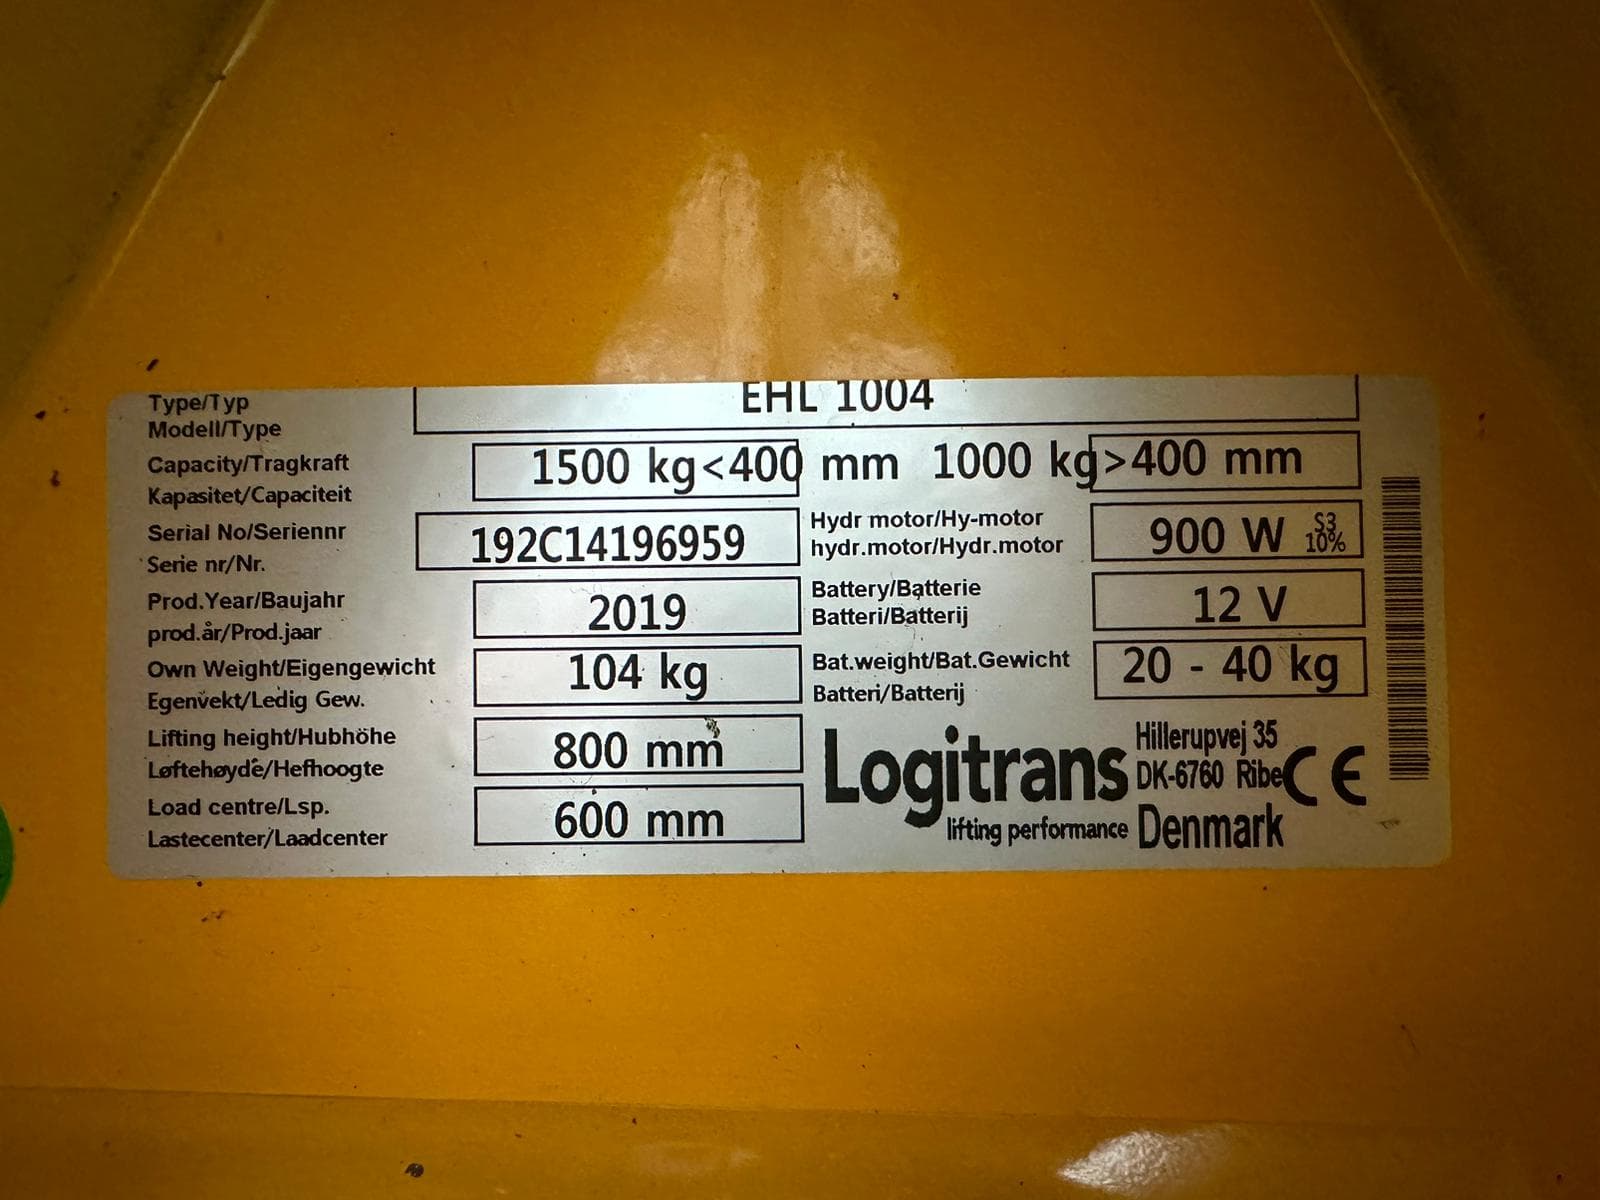 Type/Typ
Modell/Type
EHL 1004
Capacity/Tragkraft
Kapasitet/Capaciteit
1500 kg<400 mm 1000 kg>400 mm
Serial No/Seriennr
Serie nr/Nr.
192C14196959
Hydr motor/Hy-motor
hydr.motor/Hydr.motor
900 W S3 10%
Prod.Year/Baujahr
prod.år/Prod.jaar
2019
Battery/Batterie
Batteri/Batterij
12 V
Own Weight/Eigengewicht
Egenvekt/Ledig Gew.
104 kg
Bat.weight/Bat.Gewicht
Batteri/Batterij
20 - 40 kg
Lifting height/Hubhöhe
Løftehøyde/Hefhoogte
800 mm
Load centre/Lsp.
Lastecenter/Laadcenter
600 mm
Logitrans
lifting performance
Hillerupvej 35
DK-6760 Ribe
Denmark
CE